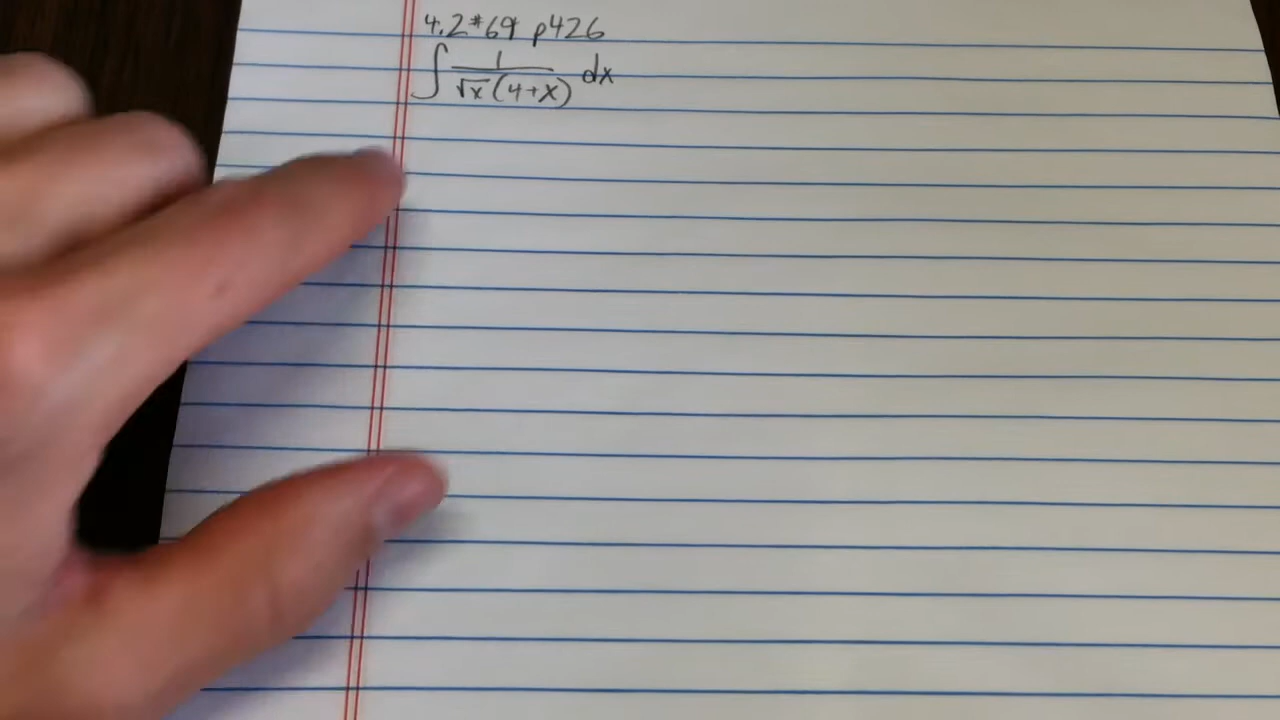 4.2 #69 p426
∫ 1/(√x (4+x)) dx